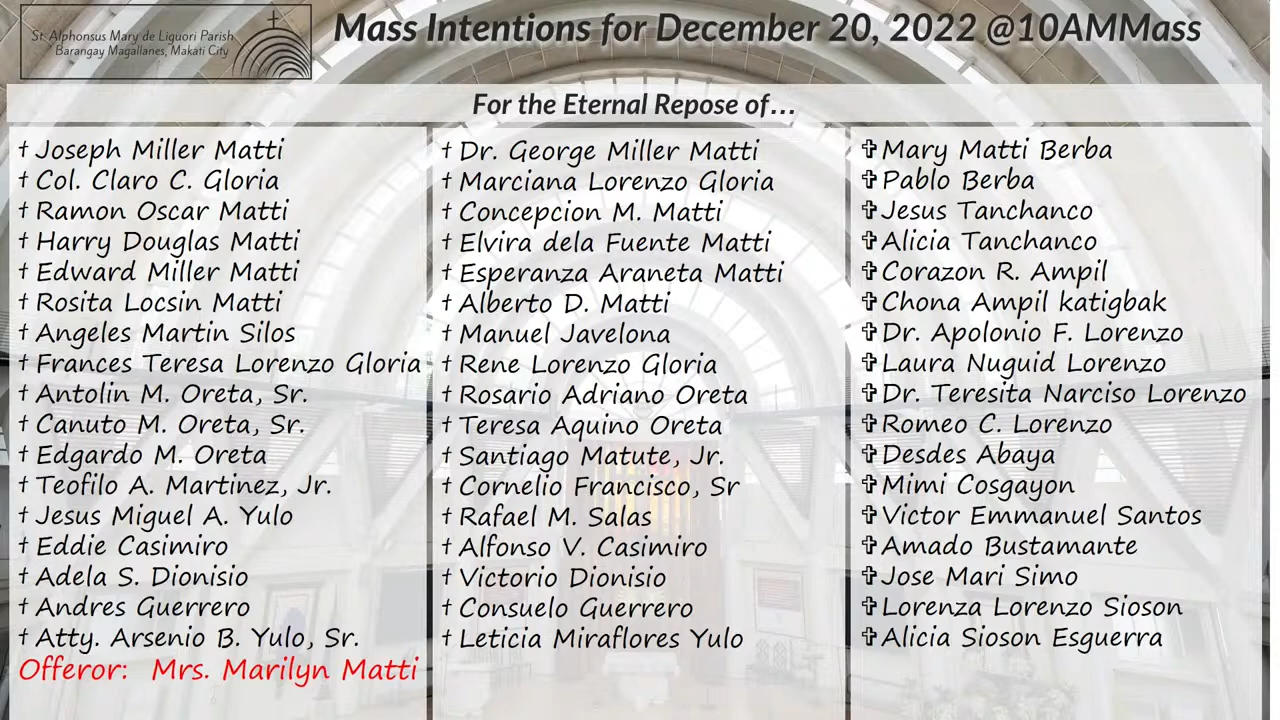 St. Alphonsus Mary de Liguori Parish
Barangay Magallanes, Makati City
Mass Intentions for December 20, 2022 @10AMMass
For the Eternal Repose of...
† Joseph Miller Matti
† Col. Claro C. Gloria
† Ramon Oscar Matti
† Harry Douglas Matti
† Edward Miller Matti
† Rosita Locsin Matti
† Angeles Martin Silos
† Frances Teresa Lorenzo Gloria
† Antolin M. Oreta, Sr.
† Canuto M. Oreta, Sr.
† Edgardo M. Oreta
† Teofilo A. Martinez, Jr.
† Jesus Miguel A. Yulo
† Eddie Casimiro
† Adela S. Dionisio
† Andres Guerrero
† Atty. Arsenio B. Yulo, Sr.
Offeror: Mrs. Marilyn Matti
† Dr. George Miller Matti
† Marciana Lorenzo Gloria
† Concepcion M. Matti
† Elvira dela Fuente Matti
† Esperanza Araneta Matti
† Alberto D. Matti
† Manuel Javelona
† Rene Lorenzo Gloria
† Rosario Adriano Oreta
† Teresa Aquino Oreta
† Santiago Matute, Jr.
† Cornelio Francisco, Sr
† Rafael M. Salas
† Alfonso V. Casimiro
† Victorio Dionisio
† Consuelo Guerrero
† Leticia Miraflores Yulo
✞Mary Matti Berba
✞Pablo Berba
✞Jesus Tanchanco
✞Alicia Tanchanco
✞Corazon R. Ampil
✞Chona Ampil katigbak
✞Dr. Apolonio F. Lorenzo
✞Laura Nuguid Lorenzo
✞Dr. Teresita Narciso Lorenzo
✞Romeo C. Lorenzo
✞Desdes Abaya
✞Mimi Cosgayon
✞Victor Emmanuel Santos
✞Amado Bustamante
✞Jose Mari Simo
✞Lorenza Lorenzo Sioson
✞Alicia Sioson Esguerra